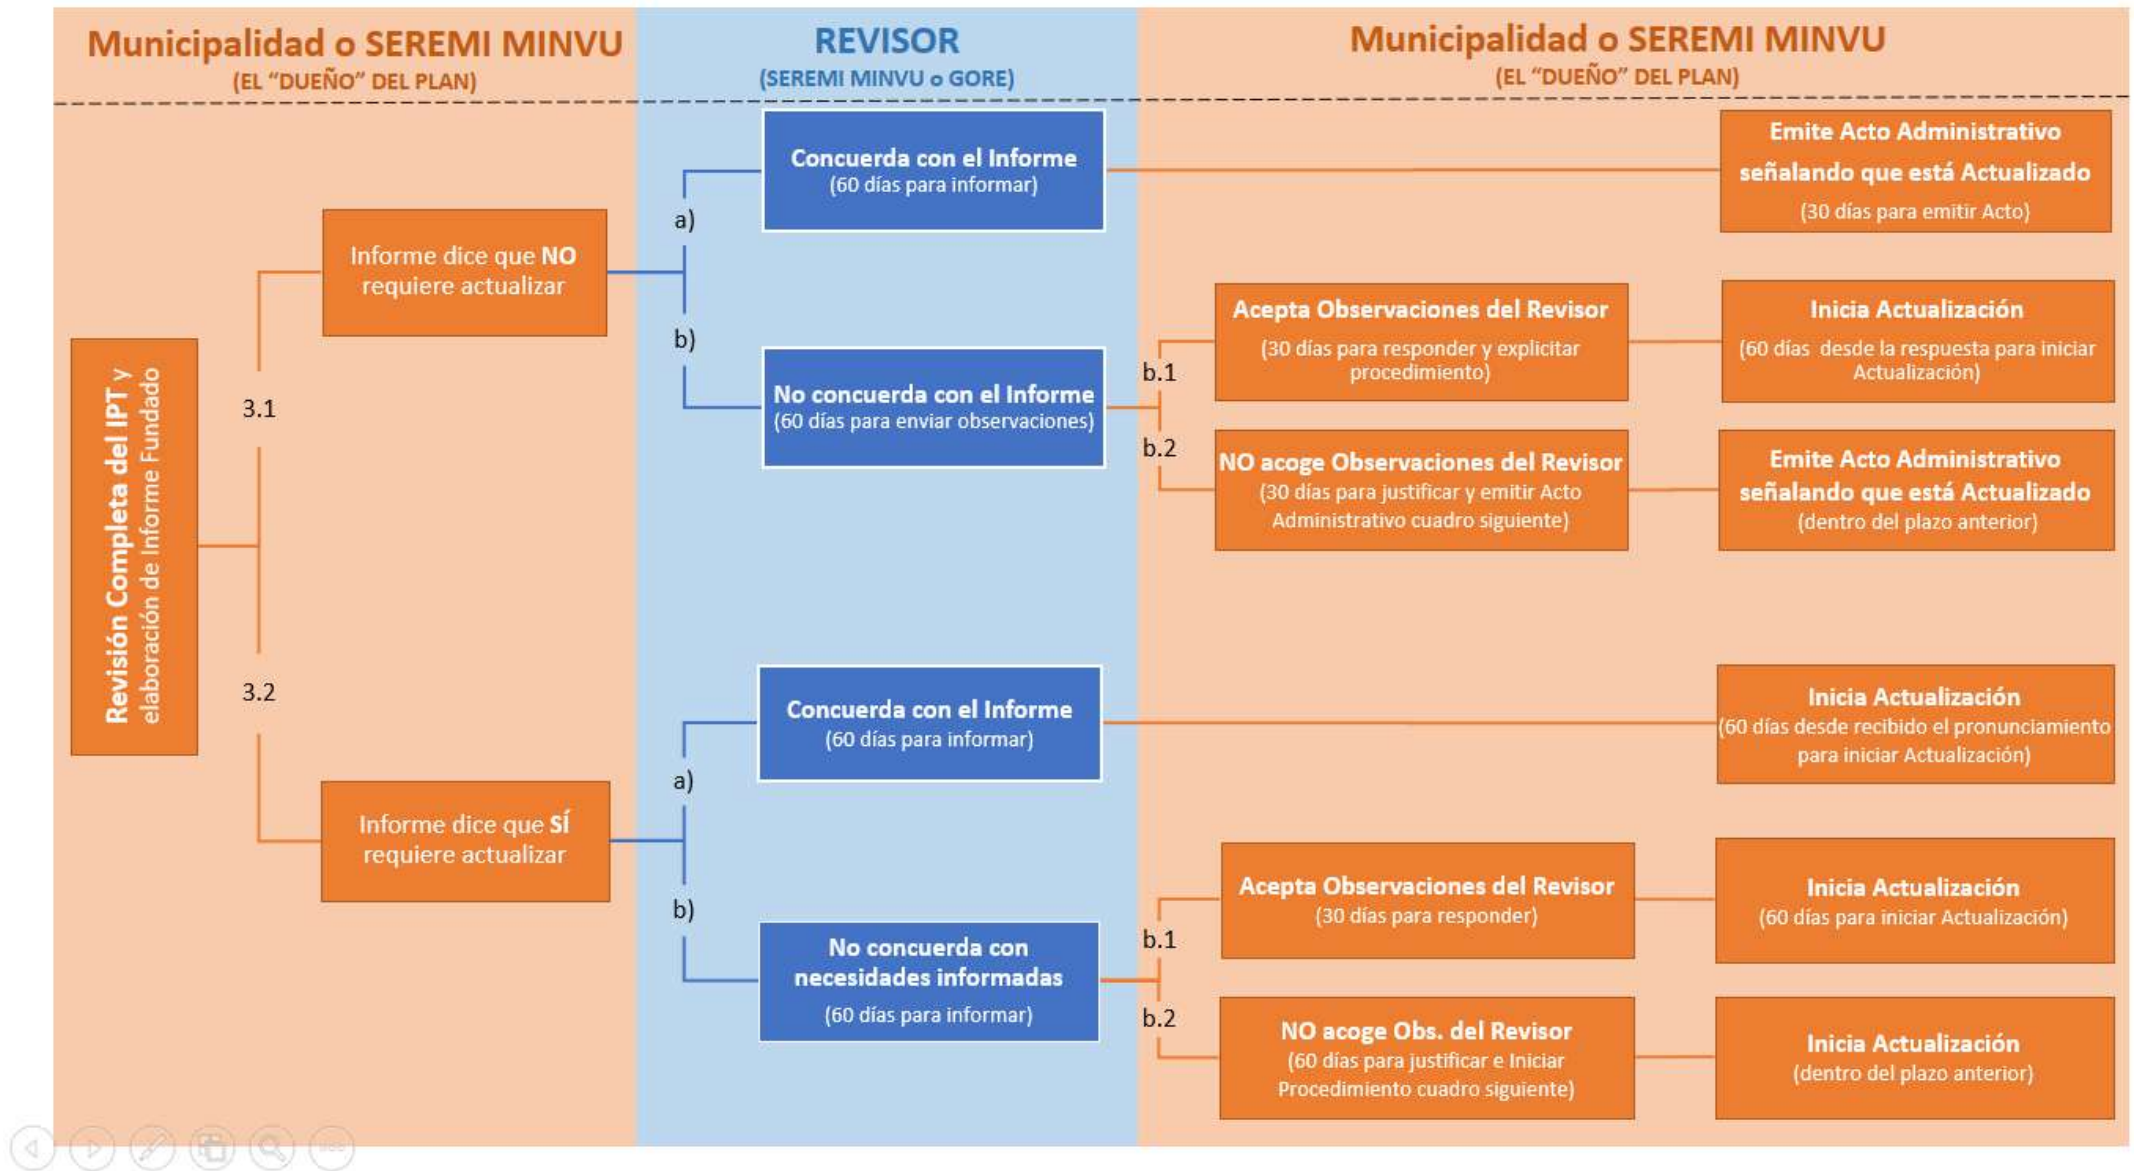 Municipalidad o SEREMI MINVU
(EL “DUEÑO” DEL PLAN)
REVISOR
(SEREMI MINVU o GORE)
Municipalidad o SEREMI MINVU
(EL “DUEÑO” DEL PLAN)
Revisión Completa del IPT y
elaboración de Informe Fundado
3.1
Informe dice que NO
requiere actualizar
a)
Concuerda con el Informe
(60 días para informar)
Emite Acto Administrativo
señalando que está Actualizado
(30 días para emitir Acto)
b)
No concuerda con el Informe
(60 días para enviar observaciones)
b.1
Acepta Observaciones del Revisor
(30 días para responder y explicitar
procedimiento)
Inicia Actualización
(60 días desde la respuesta para iniciar
Actualización)
b.2
NO acoge Observaciones del Revisor
(30 días para justificar y emitir Acto
Administrativo cuadro siguiente)
Emite Acto Administrativo
señalando que está Actualizado
(dentro del plazo anterior)
3.2
Informe dice que SÍ
requiere actualizar
a)
Concuerda con el Informe
(60 días para informar)
Inicia Actualización
(60 días desde recibido el pronunciamiento
para iniciar Actualización)
b)
No concuerda con
necesidades informadas
(60 días para informar)
b.1
Acepta Observaciones del Revisor
(30 días para responder)
Inicia Actualización
(60 días para iniciar Actualización)
b.2
NO acoge Obs. del Revisor
(60 días para justificar e Iniciar
Procedimiento cuadro siguiente)
Inicia Actualización
(dentro del plazo anterior)